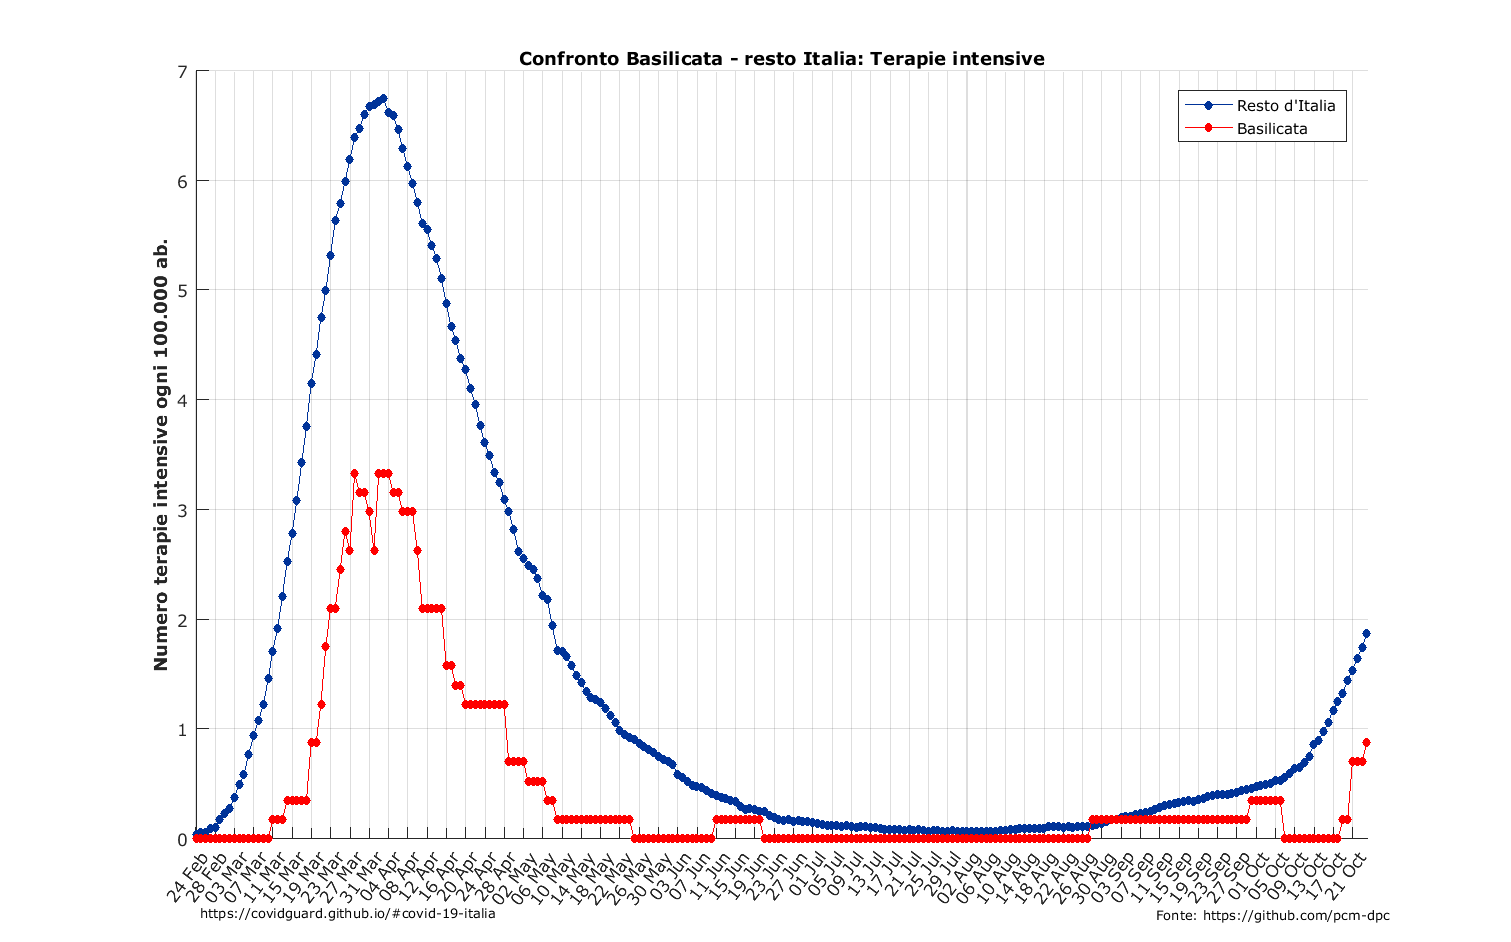 Confronto Basilicata - resto Italia: Terapie intensive
Resto d'Italia
Basilicata
Numero terapie intensive ogni 100.000 ab.
7
6
5
4
3
2
1
0
24 Feb
28 Feb
03 Mar
07 Mar
11 Mar
15 Mar
19 Mar
23 Mar
27 Mar
31 Mar
04 Apr
08 Apr
12 Apr
16 Apr
20 Apr
24 Apr
28 Apr
02 May
06 May
10 May
14 May
18 May
22 May
26 May
30 May
03 Jun
07 Jun
11 Jun
15 Jun
19 Jun
23 Jun
27 Jun
01 Jul
05 Jul
09 Jul
13 Jul
17 Jul
21 Jul
25 Jul
29 Jul
02 Aug
06 Aug
10 Aug
14 Aug
18 Aug
22 Aug
26 Aug
30 Aug
03 Sep
07 Sep
11 Sep
15 Sep
19 Sep
23 Sep
27 Sep
01 Oct
05 Oct
09 Oct
13 Oct
17 Oct
21 Oct
https://covidguard.github.io/#covid-19-italia
Fonte: https://github.com/pcm-dpc